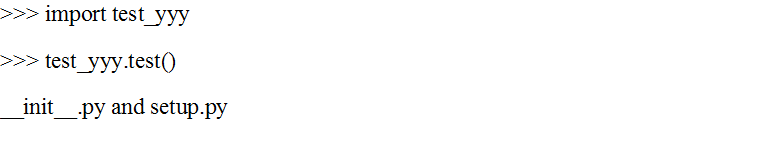 >>> import test_yyy
>>> test_yyy.test()
__init__.py and setup.py